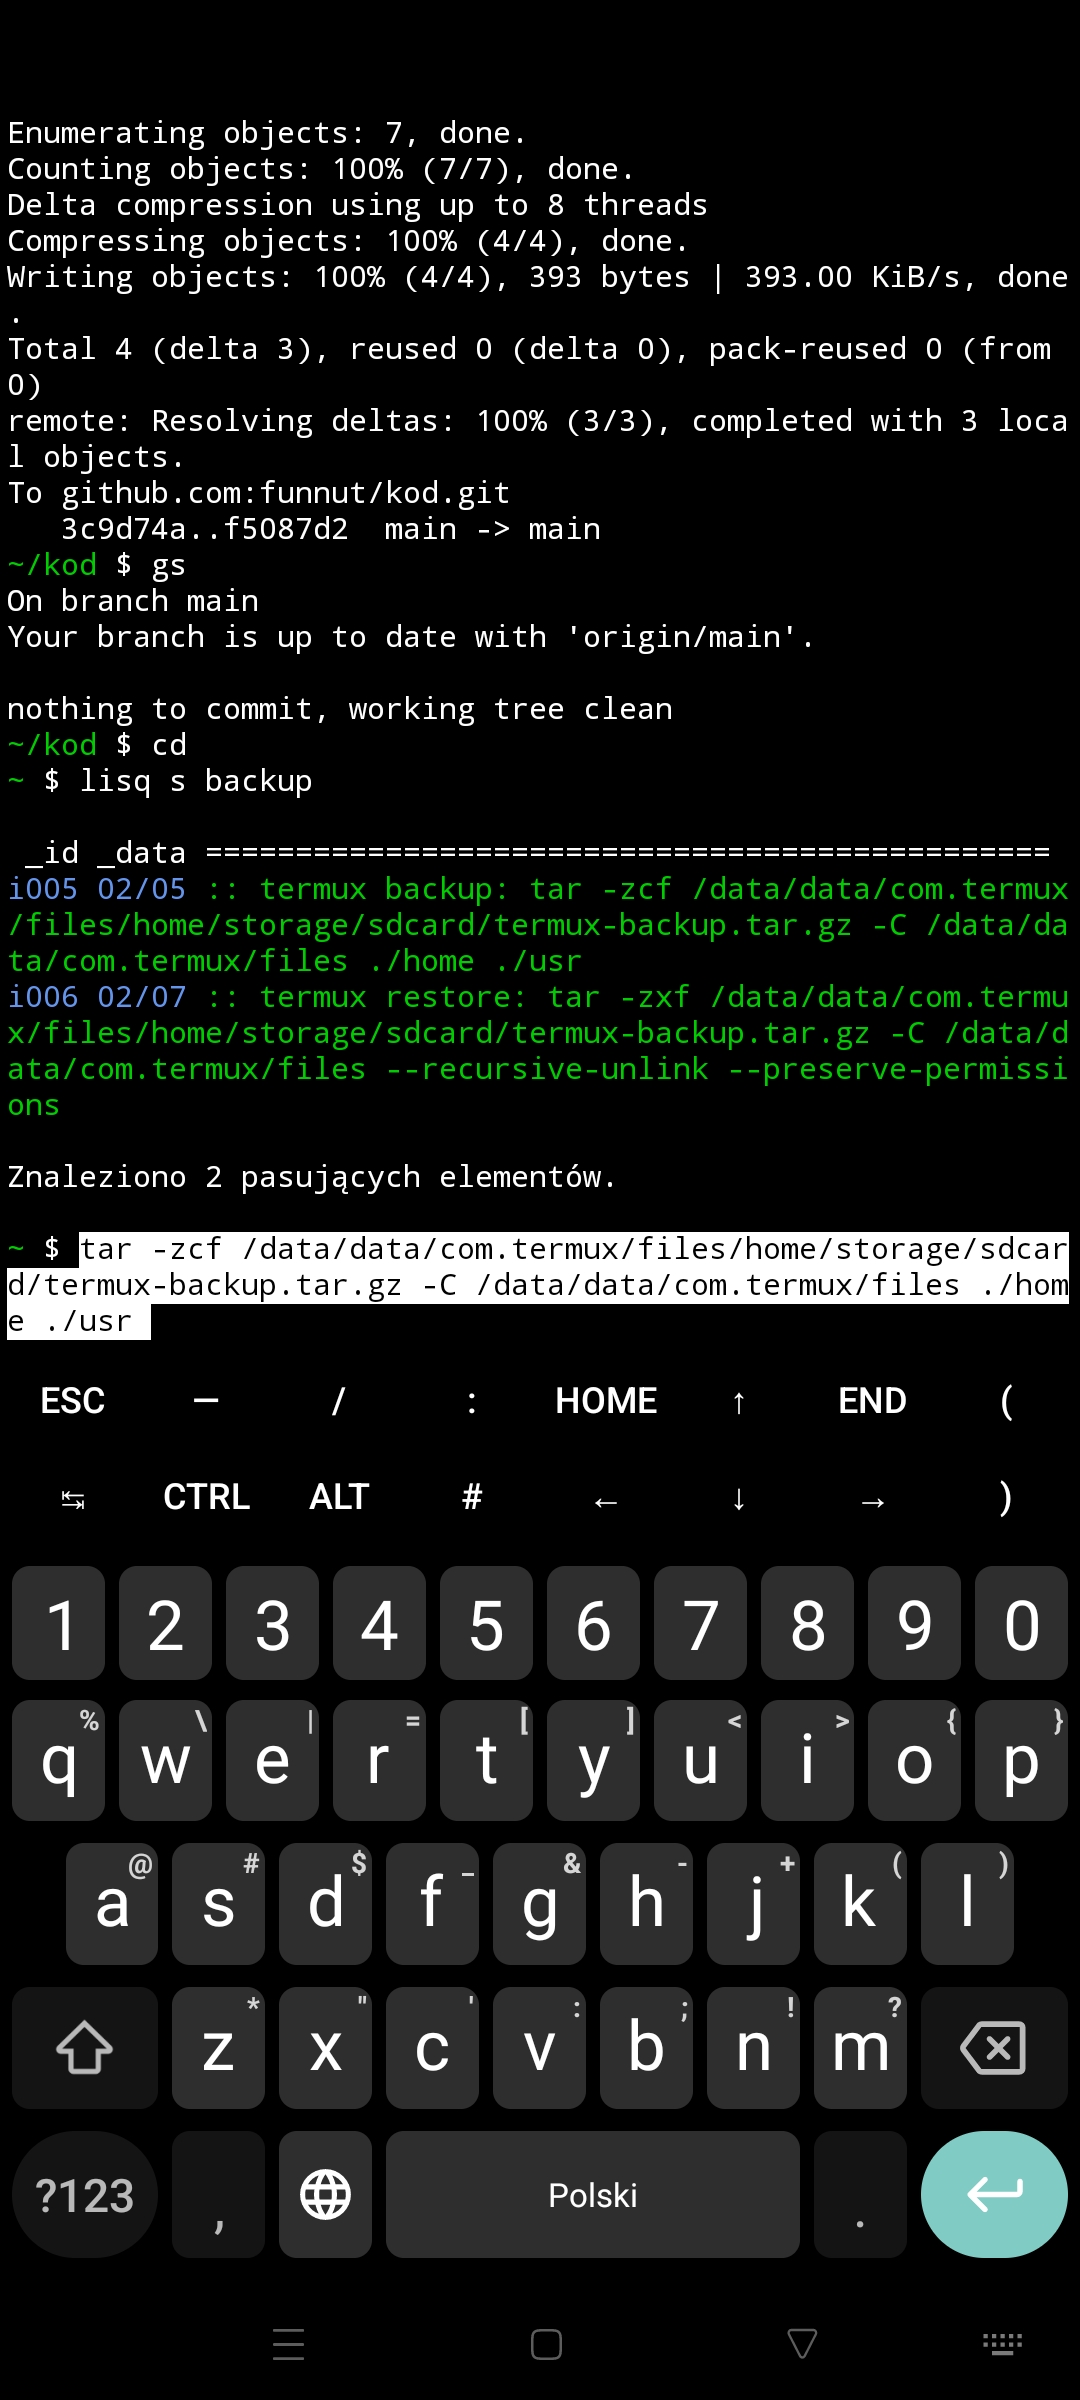 Enumerating objects: 7, done.
Counting objects: 100% (7/7), done.
Delta compression using up to 8 threads
Compressing objects: 100% (4/4), done.
Writing objects: 100% (4/4), 393 bytes | 393.00 KiB/s, done
.
Total 4 (delta 3), reused 0 (delta 0), pack-reused 0 (from
0)
remote: Resolving deltas: 100% (3/3), completed with 3 loca
l objects.
To github.com:funnut/kod.git
   3c9d74a..f5087d2  main -> main
~/kod $ gs
On branch main
Your branch is up to date with 'origin/main'.

nothing to commit, working tree clean
~/kod $ cd
~ $ lisq s backup

 _id _data ===============================================
i005 02/05 :: termux backup: tar -zcf /data/data/com.termux
/files/home/storage/sdcard/termux-backup.tar.gz -C /data/da
ta/com.termux/files ./home ./usr
i006 02/07 :: termux restore: tar -zxf /data/data/com.termu
x/files/home/storage/sdcard/termux-backup.tar.gz -C /data/d
ata/com.termux/files --recursive-unlink --preserve-permissi
ons

Znaleziono 2 pasujących elementów.

~ $ tar -zcf /data/data/com.termux/files/home/storage/sdcar
d/termux-backup.tar.gz -C /data/data/com.termux/files ./hom
e ./usr
ESC — / : HOME ↑ END (
↹ CTRL ALT # ← ↓ → )
1 2 3 4 5 6 7 8 9 0
% \ | = [ ] < > { }
q w e r t y u i o p
@ # $ _ & - + ( )
a s d f g h j k l
* " ' : ; ! ?
z x c v b n m
?123 , Polski .